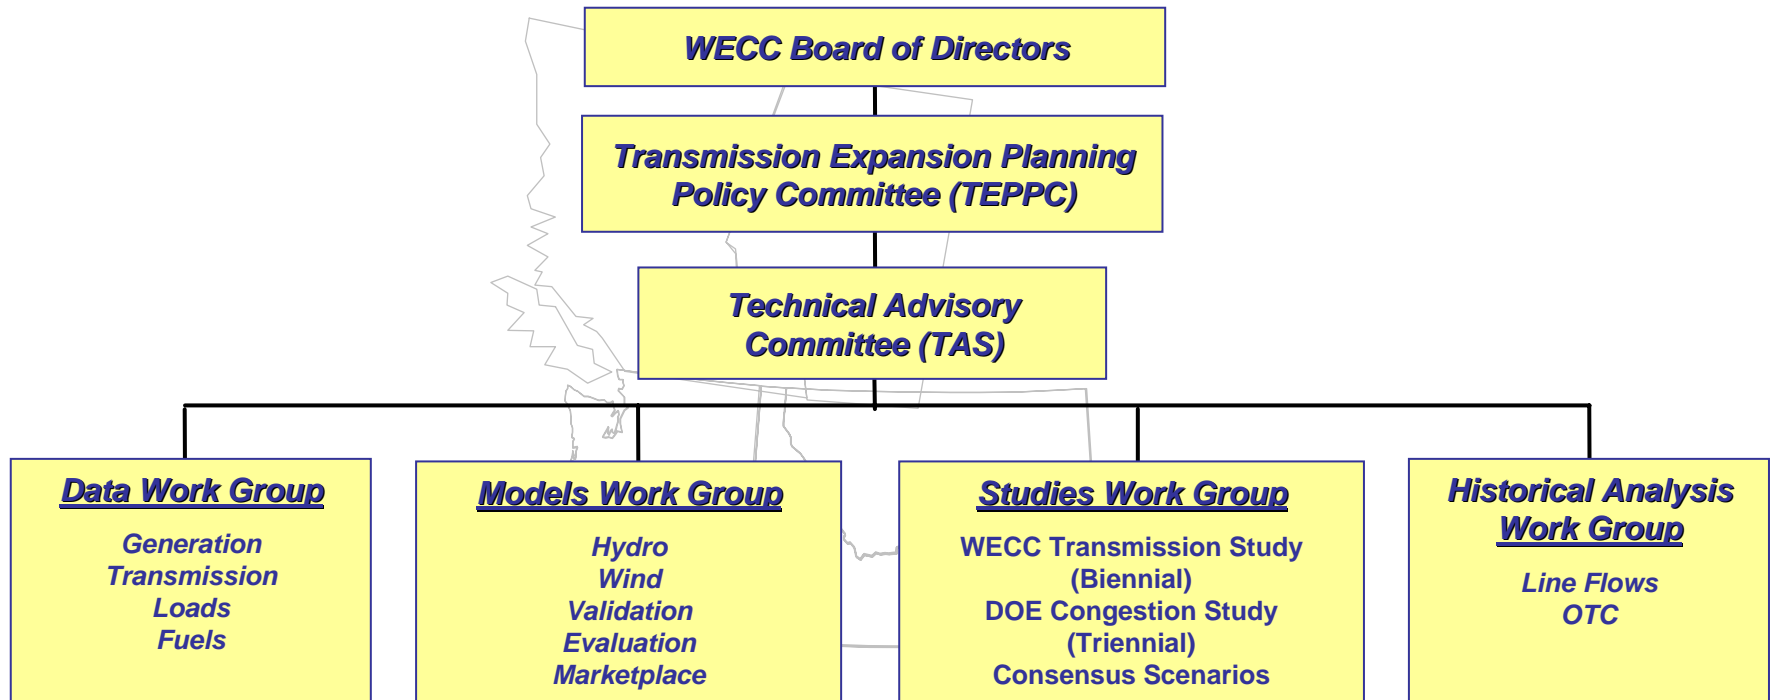 WECC Board of Directors
Transmission Expansion Planning
Policy Committee (TEPPC)
Technical Advisory
Committee (TAS)
Data Work Group
Generation
Transmission
Loads
Fuels
Models Work Group
Hydro
Wind
Validation
Evaluation
Marketplace
Studies Work Group
WECC Transmission Study
(Biennial)
DOE Congestion Study
(Triennial)
Consensus Scenarios
Historical Analysis
Work Group
Line Flows
OTC